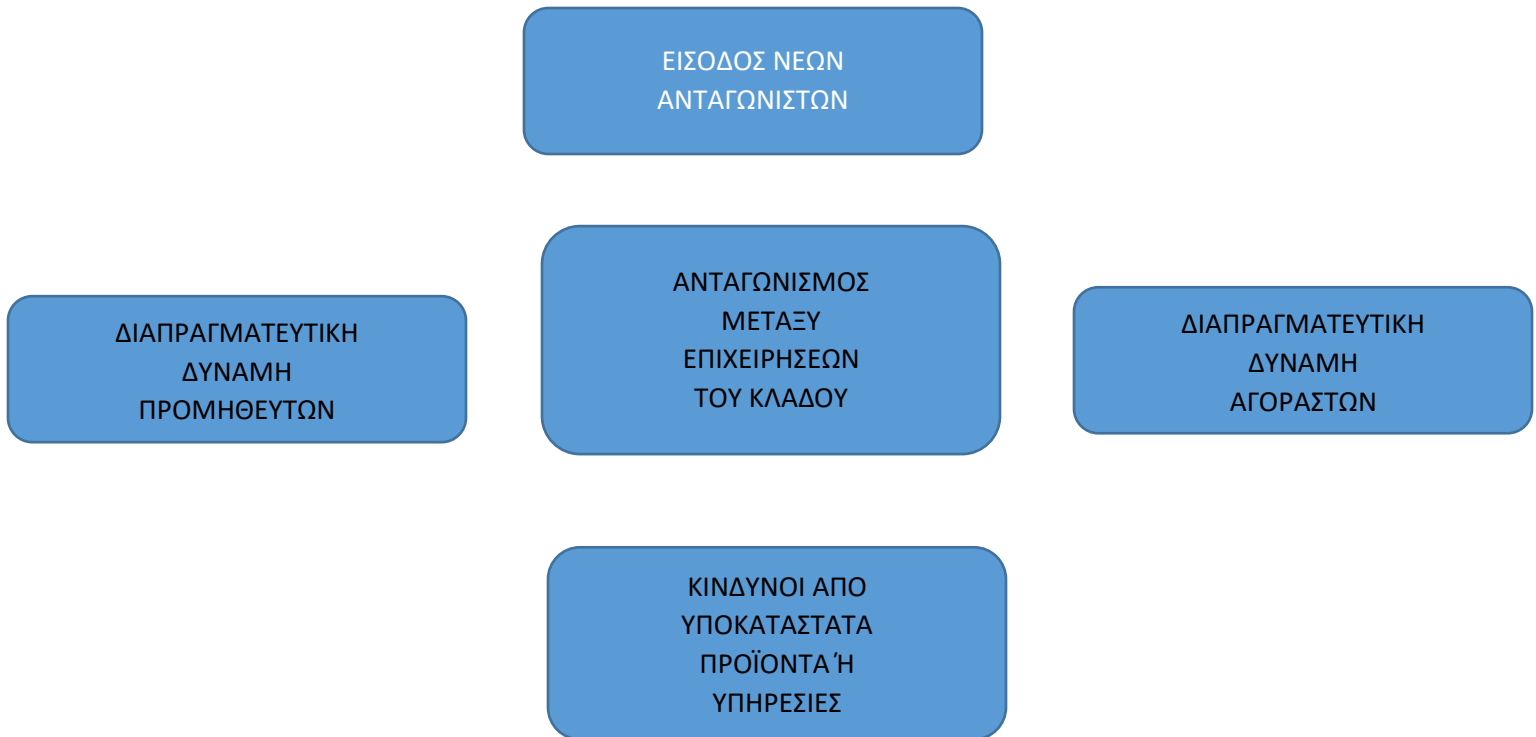 ΕΙΣΟΔΟΣ ΝΕΩΝ
ΑΝΤΑΓΩΝΙΣΤΩΝ
ΔΙΑΠΡΑΓΜΑΤΕΥΤΙΚΗ
ΔΥΝΑΜΗ
ΠΡΟΜΗΘΕΥΤΩΝ
ΑΝΤΑΓΩΝΙΣΜΟΣ
ΜΕΤΑΞΥ
ΕΠΙΧΕΙΡΗΣΕΩΝ
ΤΟΥ ΚΛΑΔΟΥ
ΔΙΑΠΡΑΓΜΑΤΕΥΤΙΚΗ
ΔΥΝΑΜΗ
ΑΓΟΡΑΣΤΩΝ
ΚΙΝΔΥΝΟΙ ΑΠΟ
ΥΠΟΚΑΤΑΣΤΑΤΑ
ΠΡΟΪΟΝΤΑ Ή
ΥΠΗΡΕΣΙΕΣ